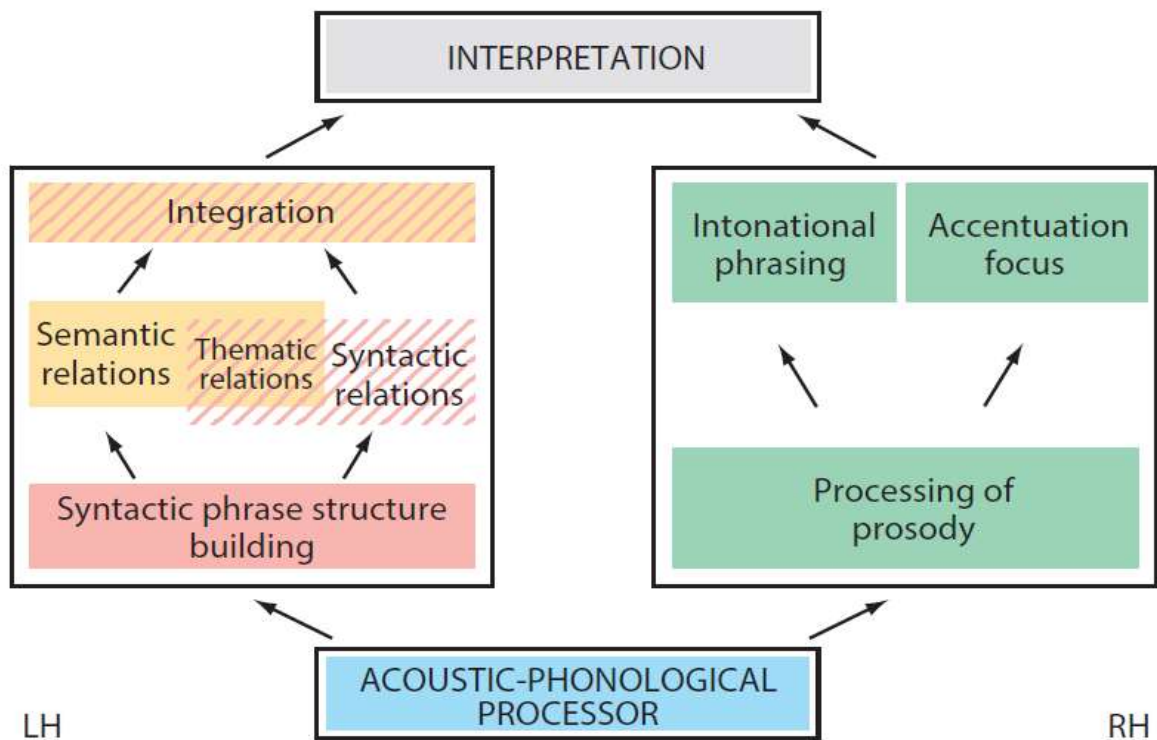 INTERPRETATION
Integration
Semantic
relations
Thematic
relations
Syntactic
relations
Syntactic phrase structure
building
Intonational
phrasing
Accentuation
focus
Processing of
prosody
ACOUSTIC-PHONOLOGICAL
PROCESSOR
LH
RH